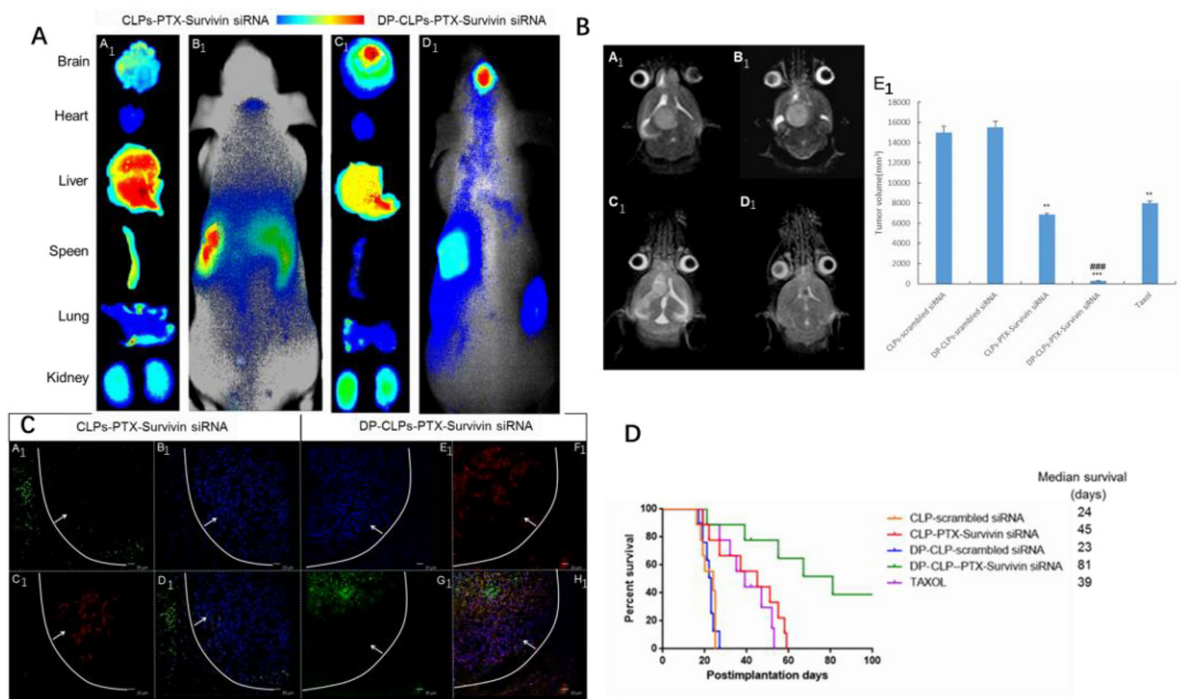 CLPs-PTX-Survivin siRNA
DP-CLPs-PTX-Survivin siRNA
A
A1
B1
C1
D1
Brain
Heart
Liver
Speen
Lung
Kidney
B
A1
B1
C1
D1
E1
Tumor volume(mm³)
18000
16000
14000
12000
10000
8000
6000
4000
2000
0
**
###
***
**
CLPs-scrambled siRNA
DP-CLPs-srambled siRNA
CLPs-PTX-Survivin siRNA
DP-CLPs-PTX-Survivin siRNA
Taxol
C
CLPs-PTX-Survivin siRNA
DP-CLPs-PTX-Survivin siRNA
A1
B1
E1
F1
C1
D1
G1
H1
D
Percent survival
100
80
60
40
20
0
0
20
40
60
80
100
Postimplantation days
Median survival
(days)
CLP-scrambled siRNA 24
CLP-PTX-Survivin siRNA 45
DP-CLP-scrambled siRNA 23
DP-CLP--PTX-Survivin siRNA 81
TAXOL 39